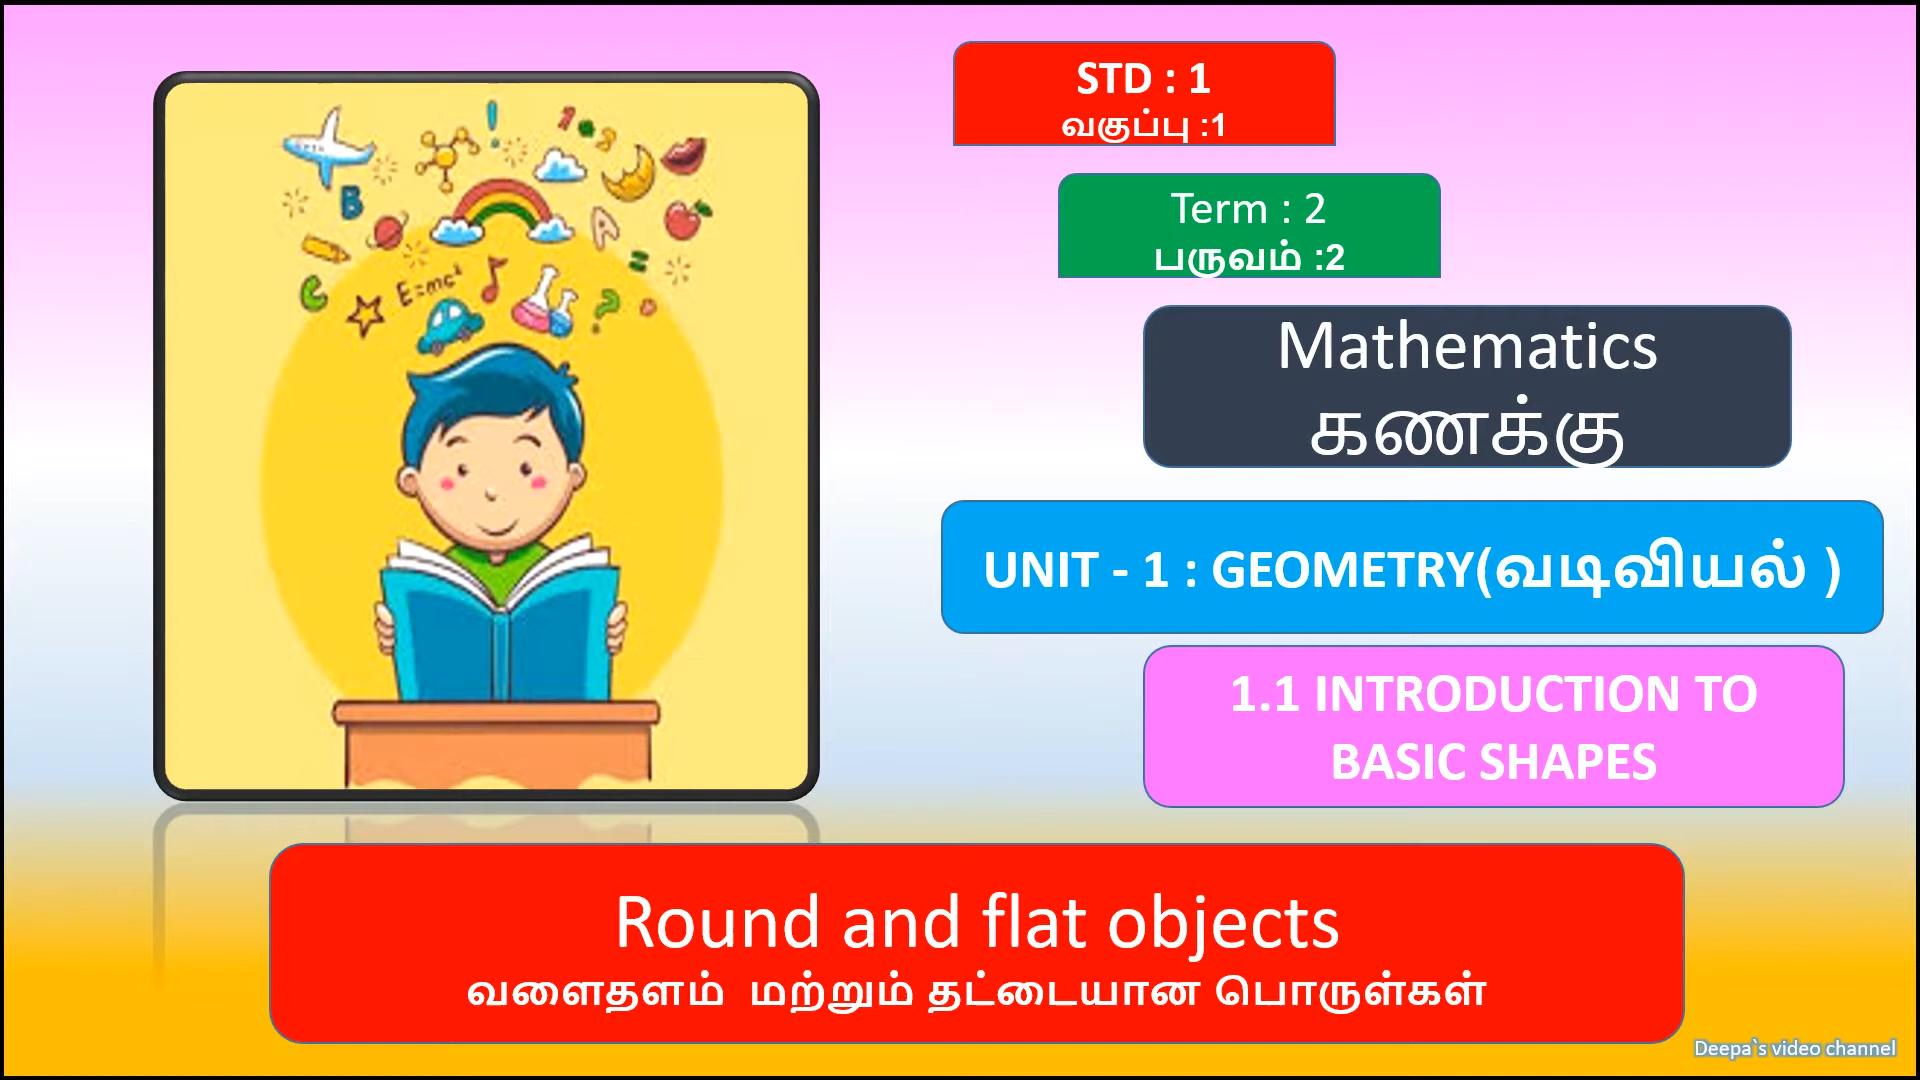 STD : 1
வகுப்பு :1
Term : 2
பருவம் :2
Mathematics
கணக்கு
UNIT - 1 : GEOMETRY(வடிவியல் )
1.1 INTRODUCTION TO
BASIC SHAPES
B
A
C
E=mc²
Round and flat objects
வளைதளம் மற்றும் தட்டையான பொருள்கள்
Deepa`s video channel